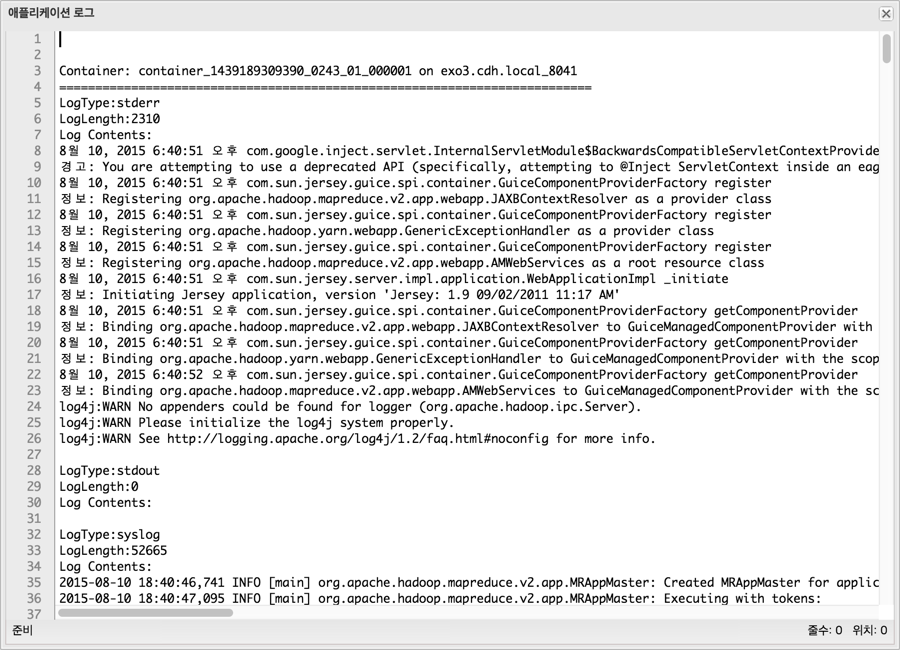 애플리케이션 로그
1
2
3 Container: container_1439189309390_0243_01_000001 on exo3.cdh.local_8041
4 ==========================================================================
5 LogType:stderr
6 LogLength:2310
7 Log Contents:
8 8월 10, 2015 6:40:51 오후 com.google.inject.servlet.InternalServletModule$BackwardsCompatibleServletContextProvide
9 경고: You are attempting to use a deprecated API (specifically, attempting to @Inject ServletContext inside an eag
10 8월 10, 2015 6:40:51 오후 com.sun.jersey.guice.spi.container.GuiceComponentProviderFactory register
11 정보: Registering org.apache.hadoop.mapreduce.v2.app.webapp.JAXBContextResolver as a provider class
12 8월 10, 2015 6:40:51 오후 com.sun.jersey.guice.spi.container.GuiceComponentProviderFactory register
13 정보: Registering org.apache.hadoop.yarn.webapp.GenericExceptionHandler as a provider class
14 8월 10, 2015 6:40:51 오후 com.sun.jersey.guice.spi.container.GuiceComponentProviderFactory register
15 정보: Registering org.apache.hadoop.mapreduce.v2.app.webapp.AMWebServices as a root resource class
16 8월 10, 2015 6:40:51 오후 com.sun.jersey.server.impl.application.WebApplicationImpl _initiate
17 정보: Initiating Jersey application, version 'Jersey: 1.9 09/02/2011 11:17 AM'
18 8월 10, 2015 6:40:51 오후 com.sun.jersey.guice.spi.container.GuiceComponentProviderFactory getComponentProvider
19 정보: Binding org.apache.hadoop.mapreduce.v2.app.webapp.JAXBContextResolver to GuiceManagedComponentProvider with
20 8월 10, 2015 6:40:51 오후 com.sun.jersey.guice.spi.container.GuiceComponentProviderFactory getComponentProvider
21 정보: Binding org.apache.hadoop.yarn.webapp.GenericExceptionHandler to GuiceManagedComponentProvider with the scop
22 8월 10, 2015 6:40:52 오후 com.sun.jersey.guice.spi.container.GuiceComponentProviderFactory getComponentProvider
23 정보: Binding org.apache.hadoop.mapreduce.v2.app.webapp.AMWebServices to GuiceManagedComponentProvider with the sc
24 log4j:WARN No appenders could be found for logger (org.apache.hadoop.ipc.Server).
25 log4j:WARN Please initialize the log4j system properly.
26 log4j:WARN See http://logging.apache.org/log4j/1.2/faq.html#noconfig for more info.
27
28 LogType:stdout
29 LogLength:0
30 Log Contents:
31
32 LogType:syslog
33 LogLength:52665
34 Log Contents:
35 2015-08-10 18:40:46,741 INFO [main] org.apache.hadoop.mapreduce.v2.app.MRAppMaster: Created MRAppMaster for applic
36 2015-08-10 18:40:47,095 INFO [main] org.apache.hadoop.mapreduce.v2.app.MRAppMaster: Executing with tokens:
37
준비 줄수: 0 위치: 0